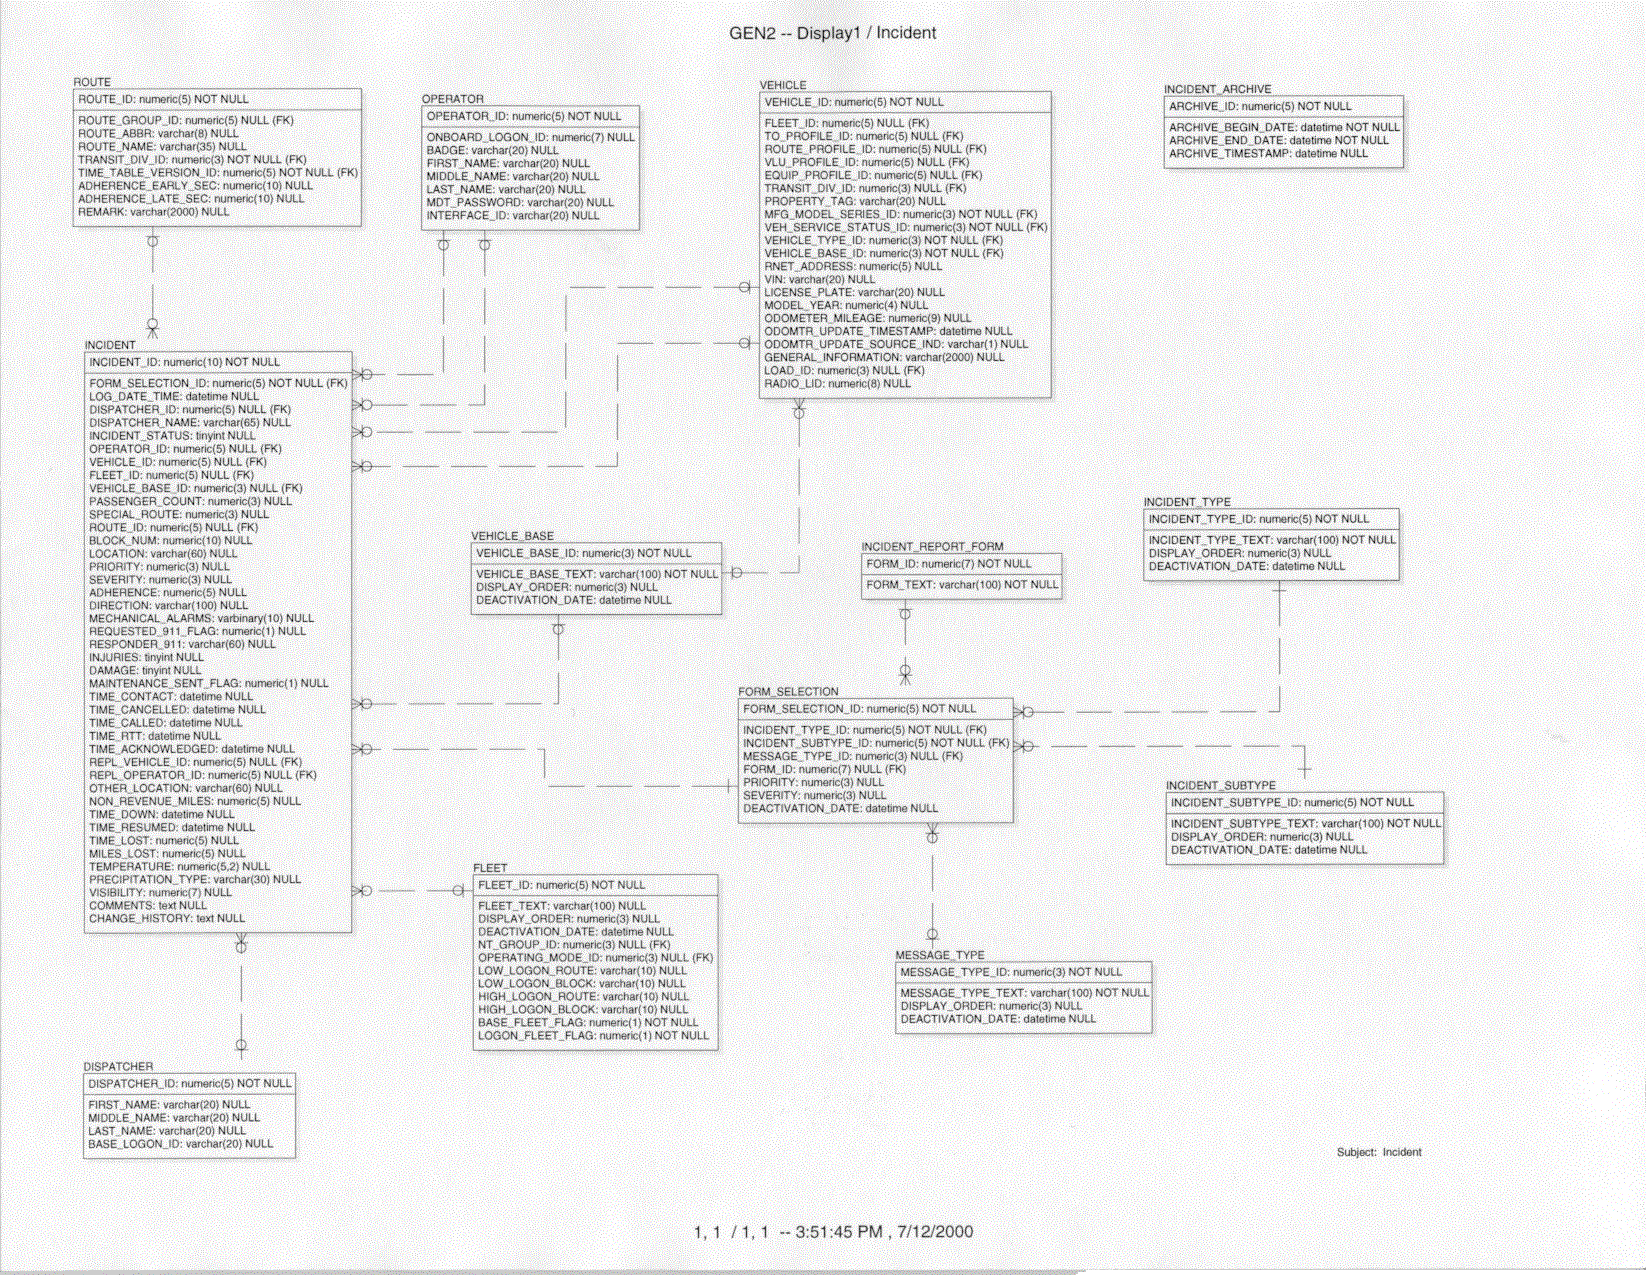 GEN2 -- Display1 / Incident
ROUTE
ROUTE_ID: numeric(5) NOT NULL
ROUTE_GROUP_ID: numeric(5) NULL (FK)
ROUTE_ABBR: varchar(8) NULL
ROUTE_NAME: varchar(35) NULL
TRANSIT_DIV_ID: numeric(3) NOT NULL (FK)
TIME_TABLE_VERSION_ID: numeric(5) NOT NULL (FK)
ADHERENCE_EARLY_SEC: numeric(10) NULL
ADHERENCE_LATE_SEC: numeric(10) NULL
REMARK: varchar(2000) NULL
OPERATOR
OPERATOR_ID: numeric(5) NOT NULL
ONBOARD_LOGON_ID: numeric(7) NULL
BADGE: varchar(20) NULL
FIRST_NAME: varchar(20) NULL
MIDDLE_NAME: varchar(20) NULL
LAST_NAME: varchar(20) NULL
MDT_PASSWORD: varchar(20) NULL
INTERFACE_ID: varchar(20) NULL
VEHICLE
VEHICLE_ID: numeric(5) NOT NULL
FLEET_ID: numeric(5) NULL (FK)
TO_PROFILE_ID: numeric(5) NULL (FK)
ROUTE_PROFILE_ID: numeric(5) NULL (FK)
VLU_PROFILE_ID: numeric(5) NULL (FK)
EQUIP_PROFILE_ID: numeric(5) NULL (FK)
TRANSIT_DIV_ID: numeric(3) NULL (FK)
PROPERTY_TAG: varchar(20) NULL
MFG_MODEL_SERIES_ID: numeric(3) NOT NULL (FK)
VEH_SERVICE_STATUS_ID: numeric(3) NOT NULL (FK)
VEHICLE_TYPE_ID: numeric(3) NOT NULL (FK)
VEHICLE_BASE_ID: numeric(3) NOT NULL (FK)
RNET_ADDRESS: numeric(5) NULL
VIN: varchar(20) NULL
LICENSE_PLATE: varchar(20) NULL
MODEL_YEAR: numeric(4) NULL
ODOMETER_MILEAGE: numeric(9) NULL
ODOMTR_UPDATE_TIMESTAMP: datetime NULL
ODOMTR_UPDATE_SOURCE_IND: varchar(1) NULL
GENERAL_INFORMATION: varchar(2000) NULL
LOAD_ID: numeric(3) NULL (FK)
RADIO_LID: numeric(8) NULL
INCIDENT_ARCHIVE
ARCHIVE_ID: numeric(5) NOT NULL
ARCHIVE_BEGIN_DATE: datetime NOT NULL
ARCHIVE_END_DATE: datetime NOT NULL
ARCHIVE_TIMESTAMP: datetime NULL
INCIDENT
INCIDENT_ID: numeric(10) NOT NULL
FORM_SELECTION_ID: numeric(5) NOT NULL (FK)
LOG_DATE_TIME: datetime NULL
DISPATCHER_ID: numeric(5) NULL (FK)
DISPATCHER_NAME: varchar(65) NULL
INCIDENT_STATUS: tinyint NULL
OPERATOR_ID: numeric(5) NULL (FK)
VEHICLE_ID: numeric(5) NULL (FK)
FLEET_ID: numeric(5) NULL (FK)
VEHICLE_BASE_ID: numeric(3) NULL (FK)
PASSENGER_COUNT: numeric(3) NULL
SPECIAL_ROUTE: numeric(3) NULL
ROUTE_ID: numeric(5) NULL (FK)
BLOCK_NUM: numeric(10) NULL
LOCATION: varchar(60) NULL
PRIORITY: numeric(3) NULL
SEVERITY: numeric(3) NULL
ADHERENCE: numeric(5) NULL
DIRECTION: varchar(100) NULL
MECHANICAL_ALARMS: varbinary(10) NULL
REQUESTED_911_FLAG: numeric(1) NULL
RESPONDER_911: varchar(60) NULL
INJURIES: tinyint NULL
DAMAGE: tinyint NULL
MAINTENANCE_SENT_FLAG: numeric(1) NULL
TIME_CONTACT: datetime NULL
TIME_CANCELLED: datetime NULL
TIME_CALLED: datetime NULL
TIME_RTT: datetime NULL
TIME_ACKNOWLEDGED: datetime NULL
REPL_VEHICLE_ID: numeric(5) NULL (FK)
REPL_OPERATOR_ID: numeric(5) NULL (FK)
OTHER_LOCATION: varchar(60) NULL
NON_REVENUE_MILES: numeric(5) NULL
TIME_DOWN: datetime NULL
TIME_RESUMED: datetime NULL
TIME_LOST: numeric(5) NULL
MILES_LOST: numeric(5) NULL
TEMPERATURE: numeric(5,2) NULL
PRECIPITATION_TYPE: varchar(30) NULL
VISIBILITY: numeric(7) NULL
COMMENTS: text NULL
CHANGE_HISTORY: text NULL
VEHICLE_BASE
VEHICLE_BASE_ID: numeric(3) NOT NULL
VEHICLE_BASE_TEXT: varchar(100) NOT NULL
DISPLAY_ORDER: numeric(3) NULL
DEACTIVATION_DATE: datetime NULL
INCIDENT_REPORT_FORM
FORM_ID: numeric(7) NOT NULL
FORM_TEXT: varchar(100) NOT NULL
INCIDENT_TYPE
INCIDENT_TYPE_ID: numeric(5) NOT NULL
INCIDENT_TYPE_TEXT: varchar(100) NOT NULL
DISPLAY_ORDER: numeric(3) NULL
DEACTIVATION_DATE: datetime NULL
FORM_SELECTION
FORM_SELECTION_ID: numeric(5) NOT NULL
INCIDENT_TYPE_ID: numeric(5) NOT NULL (FK)
INCIDENT_SUBTYPE_ID: numeric(5) NOT NULL (FK)
MESSAGE_TYPE_ID: numeric(3) NULL (FK)
FORM_ID: numeric(7) NULL (FK)
PRIORITY: numeric(3) NULL
SEVERITY: numeric(3) NULL
DEACTIVATION_DATE: datetime NULL
INCIDENT_SUBTYPE
INCIDENT_SUBTYPE_ID: numeric(5) NOT NULL
INCIDENT_SUBTYPE_TEXT: varchar(100) NOT NULL
DISPLAY_ORDER: numeric(3) NULL
DEACTIVATION_DATE: datetime NULL
FLEET
FLEET_ID: numeric(5) NOT NULL
FLEET_TEXT: varchar(100) NULL
DISPLAY_ORDER: numeric(3) NULL
DEACTIVATION_DATE: datetime NULL
NT_GROUP_ID: numeric(3) NULL (FK)
OPERATING_MODE_ID: numeric(3) NULL (FK)
LOW_LOGON_ROUTE: varchar(10) NULL
LOW_LOGON_BLOCK: varchar(10) NULL
HIGH_LOGON_ROUTE: varchar(10) NULL
HIGH_LOGON_BLOCK: varchar(10) NULL
BASE_FLEET_FLAG: numeric(1) NOT NULL
LOGON_FLEET_FLAG: numeric(1) NOT NULL
MESSAGE_TYPE
MESSAGE_TYPE_ID: numeric(3) NOT NULL
MESSAGE_TYPE_TEXT: varchar(100) NOT NULL
DISPLAY_ORDER: numeric(3) NULL
DEACTIVATION_DATE: datetime NULL
DISPATCHER
DISPATCHER_ID: numeric(5) NOT NULL
FIRST_NAME: varchar(20) NULL
MIDDLE_NAME: varchar(20) NULL
LAST_NAME: varchar(20) NULL
BASE_LOGON_ID: varchar(20) NULL
Subject: Incident
1, 1 / 1, 1 -- 3:51:45 PM , 7/12/2000